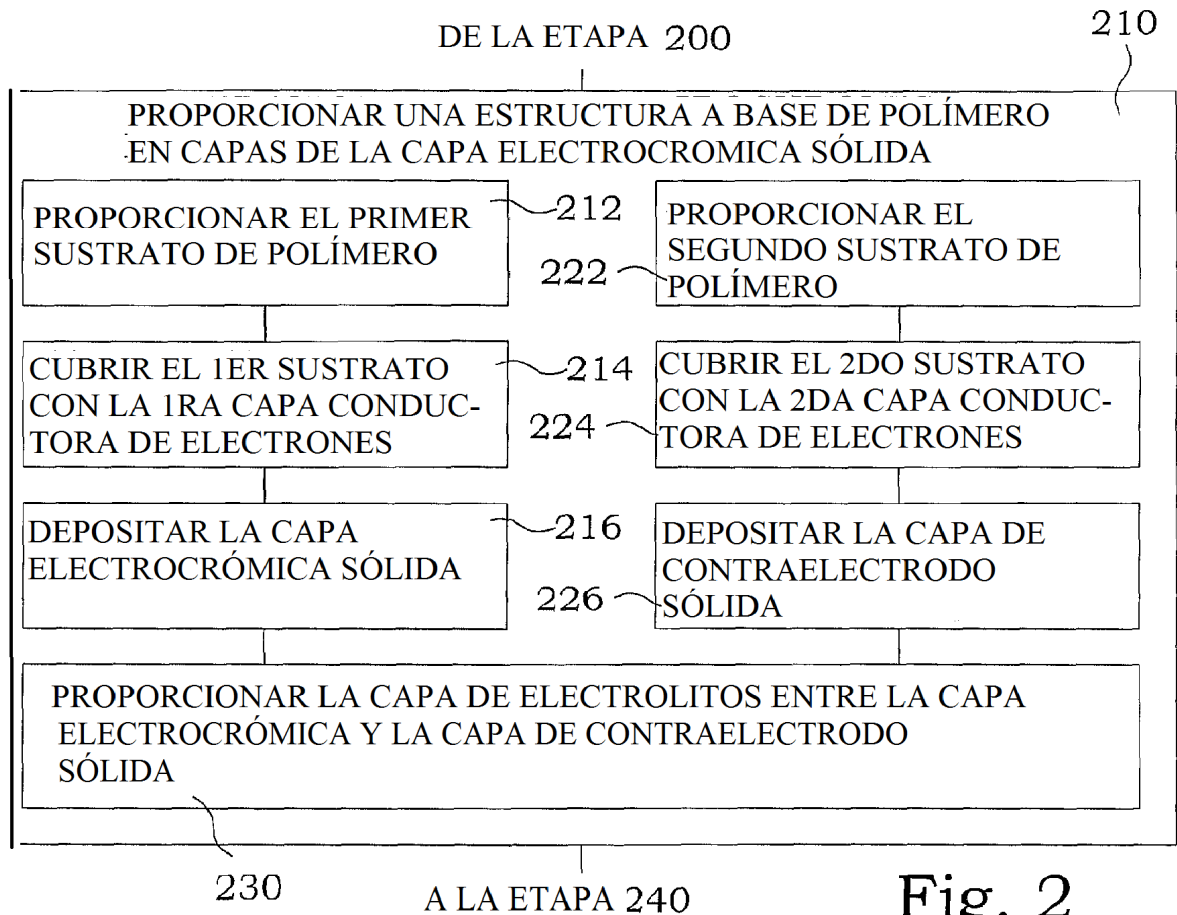 DE LA ETAPA 200
210
PROPORCIONAR UNA ESTRUCTURA A BASE DE POLÍMERO
EN CAPAS DE LA CAPA ELECTROCROMICA SÓLIDA
PROPORCIONAR EL PRIMER
SUSTRATO DE POLÍMERO
212
PROPORCIONAR EL
SEGUNDO SUSTRATO DE
POLÍMERO
222
CUBRIR EL 1ER SUSTRATO
CON LA 1RA CAPA CONDUC-
TORA DE ELECTRONES
214
CUBRIR EL 2DO SUSTRATO
CON LA 2DA CAPA CONDUC-
TORA DE ELECTRONES
224
DEPOSITAR LA CAPA
ELECTROCRÓMICA SÓLIDA
216
DEPOSITAR LA CAPA DE
CONTRAELECTRODO
SÓLIDA
226
PROPORCIONAR LA CAPA DE ELECTROLITOS ENTRE LA CAPA
ELECTROCRÓMICA Y LA CAPA DE CONTRAELECTRODO
SÓLIDA
230
A LA ETAPA 240
Fig. 2